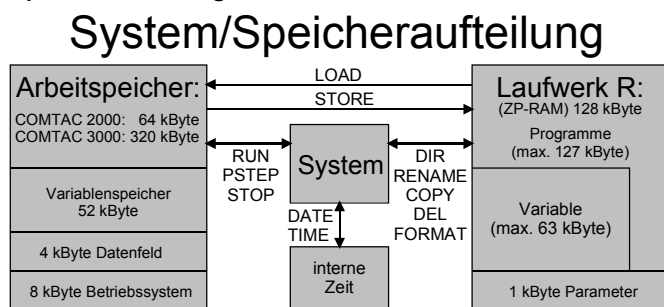 System/Speicheraufteilung
Arbeitspeicher:
COMTAC 2000: 64 kByte
COMTAC 3000: 320 kByte
Variablenspeicher
52 kByte
4 kByte Datenfeld
8 kByte Betriebssystem
LOAD
STORE
RUN
PSTEP
STOP
System
DATE
TIME
interne
Zeit
DIR
RENAME
COPY
DEL
FORMAT
Laufwerk R:
(ZP-RAM) 128 kByte
Programme
(max. 127 kByte)
Variable
(max. 63 kByte)
1 kByte Parameter